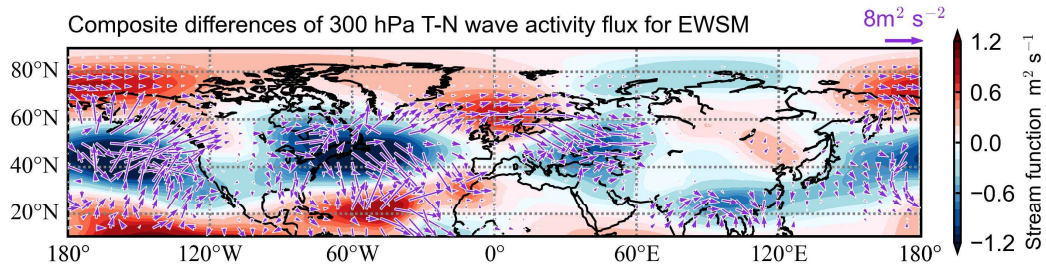 Composite differences of 300 hPa T-N wave activity flux for EWSM
8m² s⁻²
80°N
60°N
40°N
20°N
180°
120°W
60°W
0°
60°E
120°E
180°
1.2
0.6
0.0
−0.6
−1.2
Stream function m² s⁻¹